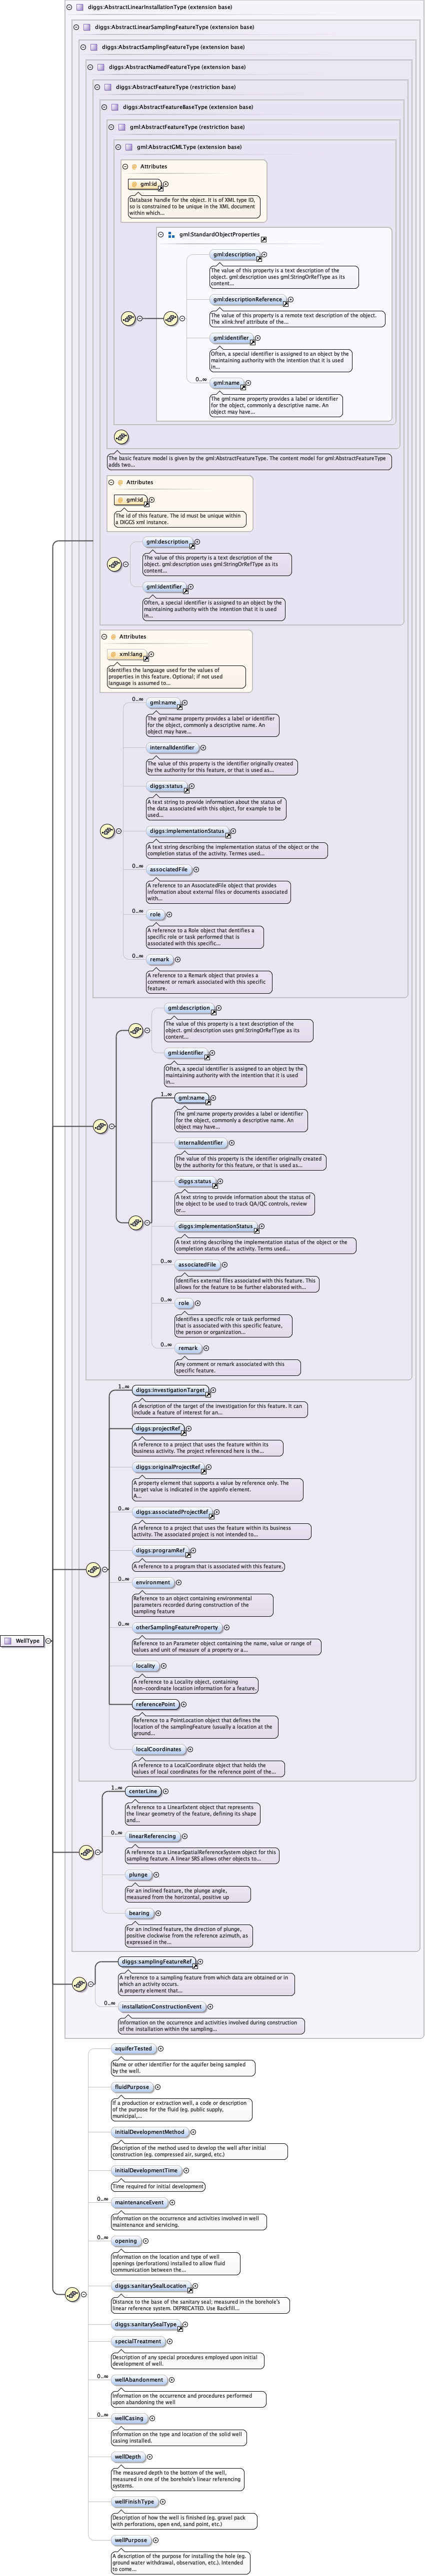 diggs:AbstractLinearInstallationType (extension base)
diggs:AbstractLinearSamplingFeatureType (extension base)
diggs:AbstractSamplingFeatureType (extension base)
diggs:AbstractNamedFeatureType (extension base)
diggs:AbstractFeatureType (restriction base)
diggs:AbstractFeatureBaseType (extension base)
gml:AbstractFeatureType (restriction base)
gml:AbstractGMLType (extension base)
Attributes
gml:id
Database handle for the object. It is of XML type ID,
so is constrained to be unique in the XML document
within which...
gml:StandardObjectProperties
gml:description
The value of this property is a text description of the
object. gml:description uses gml:StringOrRefType as its
content...
gml:descriptionReference
The value of this property is a remote text description of the object.
The xlink:href attribute of the...
gml:identifier
Often, a special identifier is assigned to an object by the
maintaining authority with the intention that it is used
in...
0..∞
gml:name
The gml:name property provides a label or identifier
for the object, commonly a descriptive name. An
object may have...
The basic feature model is given by the gml:AbstractFeatureType. The content model for gml:AbstractFeatureType
adds two...
Attributes
gml:id
The id of this feature. The id must be unique within
a DIGGS xml instance.
gml:description
The value of this property is a text description of the
object. gml:description uses gml:StringOrRefType as its
content...
gml:identifier
Often, a special identifier is assigned to an object by the
maintaining authority with the intention that it is used
in...
Attributes
xml:lang
Identifies the language used for the values of
properties in this feature. Optional; if not used
language is assumed to...
0..∞
gml:name
The gml:name property provides a label or identifier
for the object, commonly a descriptive name. An
object may have...
internalIdentifier
The value of this property is the identifier originally created
by the authority for this feature, or that is used as...
diggs:status
A text string to provide information about the status of
the data associated with this object, for example to be
used...
diggs:implementationStatus
A text string describing the implementation status of the object or the
completion status of the activity. Termes used...
0..∞
associatedFile
A reference to an AssociatedFile object that provides
information about external files or documents associated
with...
0..∞
role
A reference to a Role object that dentifies a
specific role or task performed that is
associated with this specific...
0..∞
remark
A reference to a Remark object that provies a
comment or remark associated with this specific
feature.
gml:description
The value of this property is a text description of the
object. gml:description uses gml:StringOrRefType as its
content...
gml:identifier
Often, a special identifier is assigned to an object by the
maintaining authority with the intention that it is used
in...
1..∞
gml:name
The gml:name property provides a label or identifier
for the object, commonly a descriptive name. An
object may have...
internalIdentifier
The value of this property is the identifier originally created
by the authority for this feature, or that is used as...
diggs:status
A text string to provide information about the status of
the object to be used to track QA/QC controls, review
or...
diggs:implementationStatus
A text string describing the implementation status of the object or the
completion status of the activity. Terms used...
0..∞
associatedFile
Identifies external files associated with this feature. This
allows for the feature to be further elaborated with...
0..∞
role
Identifies a specific role or task performed
that is associated with this specific feature,
the person or organization...
0..∞
remark
Any comment or remark associated with this
specific feature.
1..∞
diggs:investigationTarget
A description of the target of the investigation for this feature. It can
include a feature of interest for an...
diggs:projectRef
A reference to a project that uses the feature within its
business activity. The project referenced here is the...
diggs:originalProjectRef
A property element that supports a value by reference only. The
target value is indicated in the appinfo element.
A...
0..∞
diggs:associatedProjectRef
A reference to a project that uses the feature within its business
activity. The associated project is not intended to...
0..∞
diggs:programRef
A reference to a program that is associated with this feature.
0..∞
environment
Reference to an object containing environmental
parameters recorded during construction of the
sampling feature
0..∞
otherSamplingFeatureProperty
Reference to an Parameter object containing the name, value or range of
values and unit of measure of a property or a...
locality
A reference to a Locality object, containing
non-coordinate location information for a feature.
referencePoint
Reference to a PointLocation object that defines the
location of the samplingFeature (usually a location at the
ground...
localCoordinates
A reference to a LocalCoordinate object that holds the
values of local coordinates for the reference point of the...
WellType
1..∞
centerLine
A reference to a LinearExtent object that represents
the linear geometry of the feature, defining its shape
and...
0..∞
linearReferencing
A reference to a LinearSpatialReferenceSystem object for this
sampling feature. A linear SRS allows other objects to...
plunge
For an inclined feature, the plunge angle,
measured from the horizontal, positive up
bearing
For an inclined feature, the direction of plunge,
positive clockwise from the reference azimuth, as
expressed in the...
diggs:samplingFeatureRef
A reference to a sampling feature from which data are obtained or in
which an activity occurs.
A property element that...
0..∞
installationConstructionEvent
Information on the occurrence and activities involved during construction
of the installation within the sampling...
aquiferTested
Name or other identifier for the aquifer being sampled
by the well.
fluidPurpose
If a production or extraction well, a code or description
of the purpose for the fluid (eg. public supply,
municipal,...
initialDevelopmentMethod
Description of the method used to develop the well after initial
construction (eg. compressed air, surged, etc.)
initialDevelopmentTime
Time required for initial development
0..∞
maintenanceEvent
Information on the occurrence and activities involved in well
maintenance and servicing.
0..∞
opening
Information on the location and type of well
openings (perforations) installed to allow fluid
communication between the...
diggs:sanitarySealLocation
Distance to the base of the sanitary seal; measured in the borehole's
linear reference system. DEPRECATED. Use Backfill...
diggs:sanitarySealType
specialTreatment
Description of any special procedures employed upon initial
development of well.
0..∞
wellAbandonment
Information on the occurrence and procedures performed
upon abandoning the well
0..∞
wellCasing
Information on the type and location of the solid well
casing installed.
wellDepth
The measured depth to the bottom of the well,
measured in one of the borehole's linear referencing
systems.
wellFinishType
Description of how the well is finished (eg. gravel pack
with perforations, open end, sand point, etc.)
wellPurpose
A description of the purpose for installing the hole (eg.
ground water withdrawal, observation, etc.). Intended
to come...